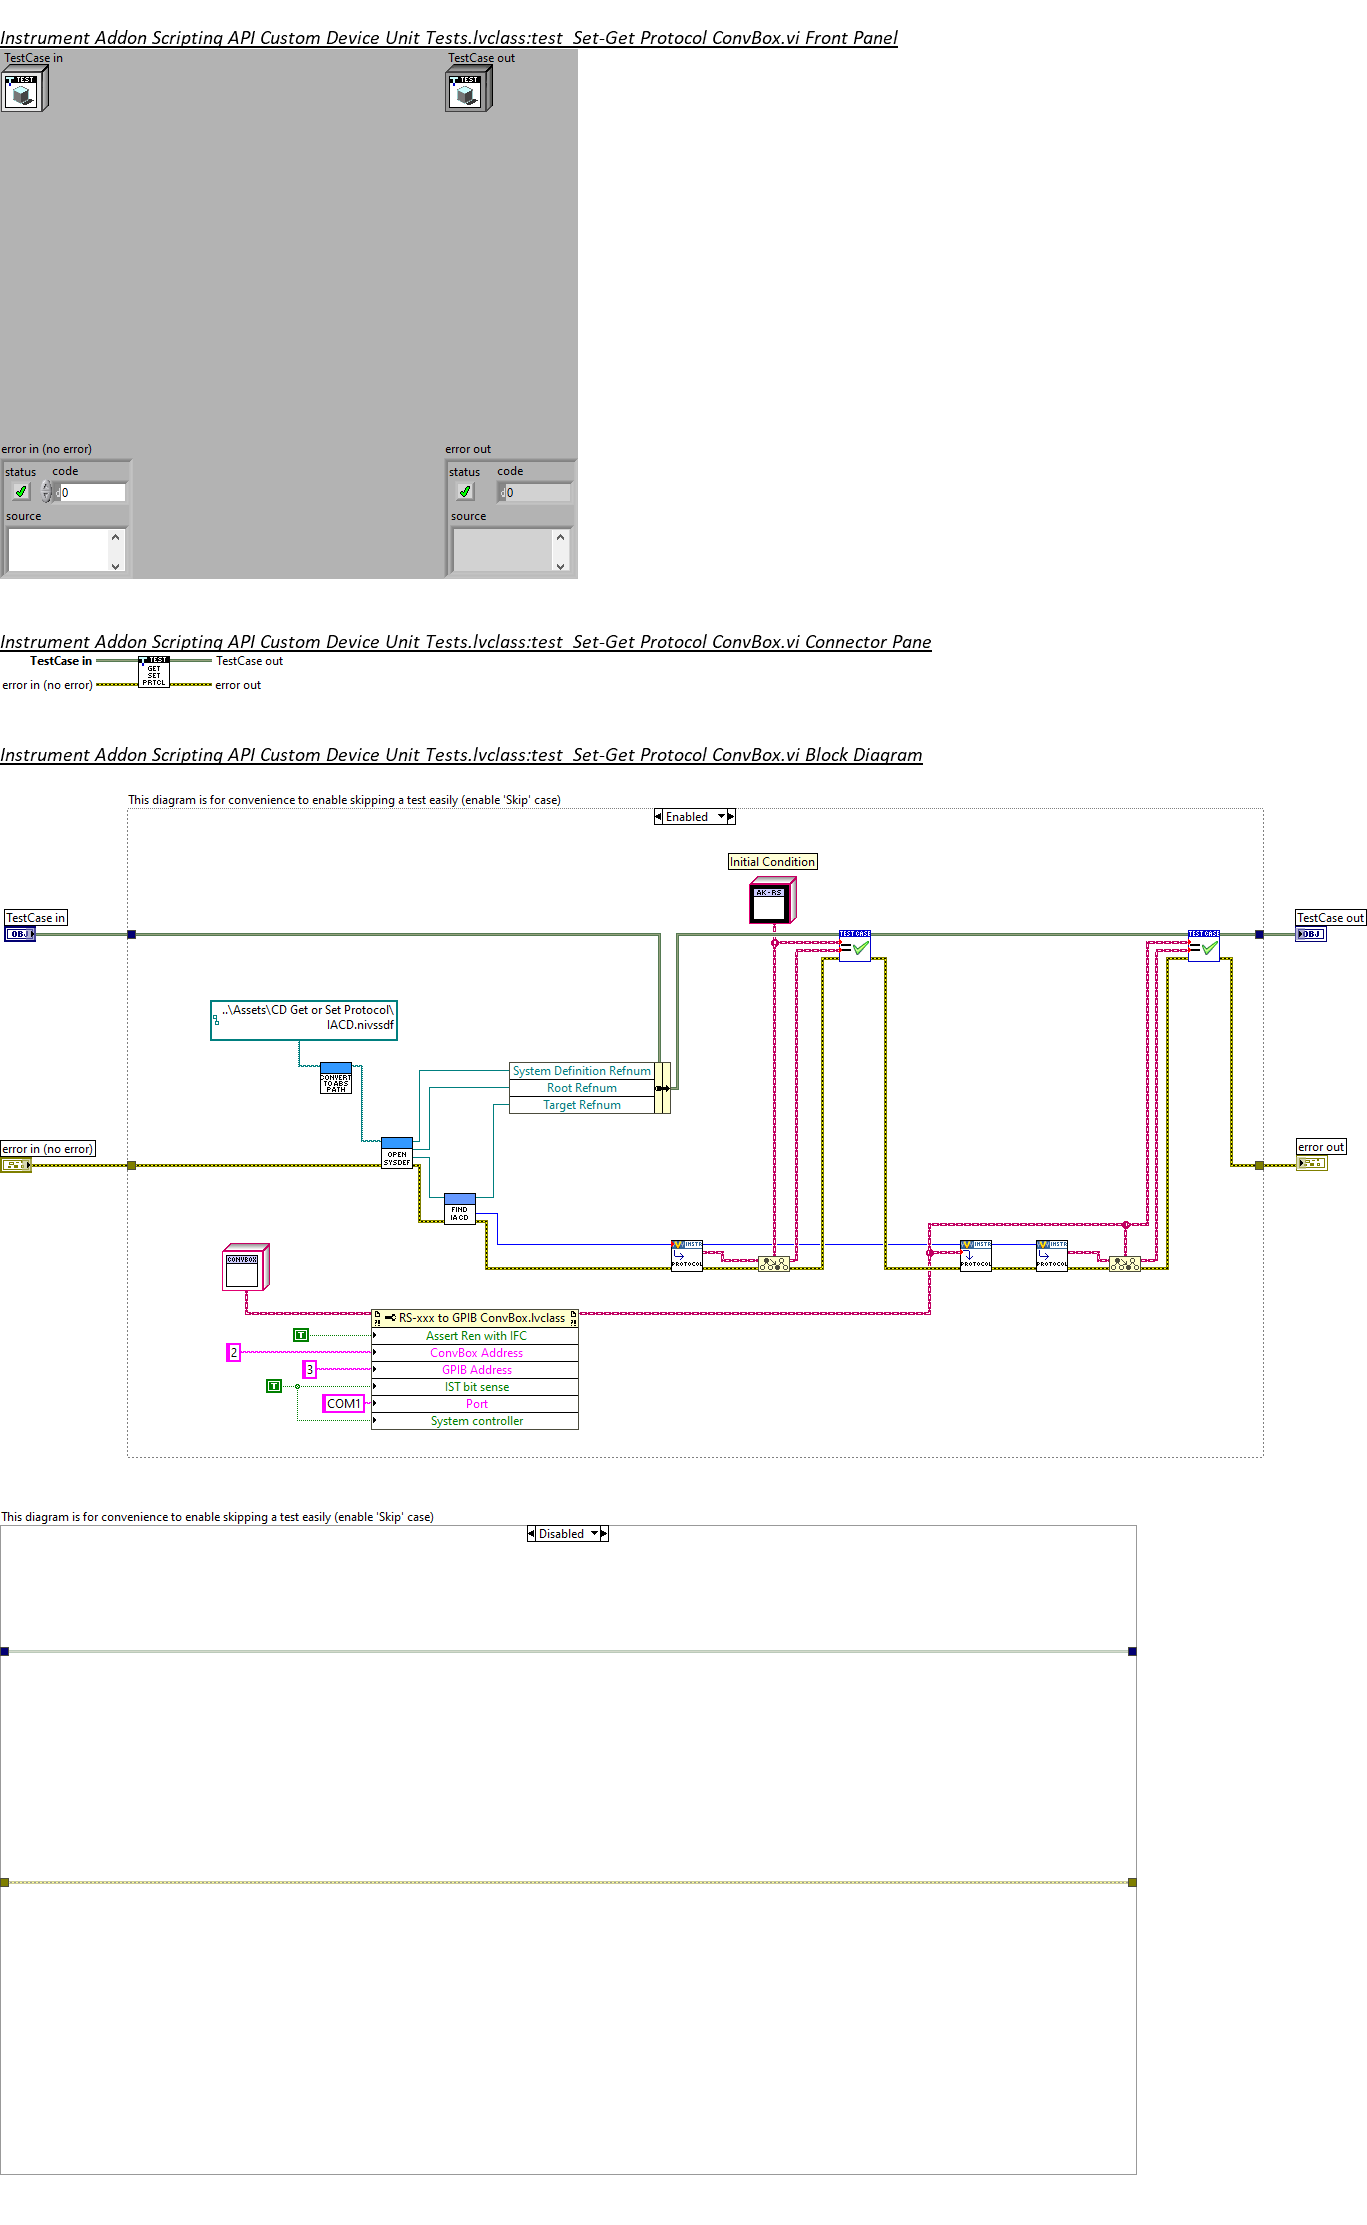 Instrument Addon Scripting API Custom Device Unit Tests.lvclass:test_Set-Get Protocol ConvBox.vi Front Panel
TestCase in
TestCase out
TEST
TEST
error in (no error)
error out
status code
status code
d0
d0
source
source
Instrument Addon Scripting API Custom Device Unit Tests.lvclass:test_Set-Get Protocol ConvBox.vi Connector Pane
TestCase in
TEST
GET
SET
PRTCL
TestCase out
error in (no error)
error out
Instrument Addon Scripting API Custom Device Unit Tests.lvclass:test_Set-Get Protocol ConvBox.vi Block Diagram
This diagram is for convenience to enable skipping a test easily (enable 'Skip' case)
Enabled
Initial Condition
AK-RS
TestCase in
OBJ
TestCase out
OBJ
TEST CASE
=
TEST CASE
=
..\Assets\CD Get or Set Protocol\
IACD.nivssdf
CONVERT
TO ABS
PATH
System Definition Refnum
Root Refnum
Target Refnum
error in (no error)
error out
OPEN
SYSDEF
FIND
IACD
CONVBOX
INSTR
PROTOCOL
INSTR
PROTOCOL
INSTR
PROTOCOL
RS-xxx to GPIB ConvBox.lvclass
T
Assert Ren with IFC
2
ConvBox Address
3
GPIB Address
T
IST bit sense
COM1
Port
System controller
This diagram is for convenience to enable skipping a test easily (enable 'Skip' case)
Disabled